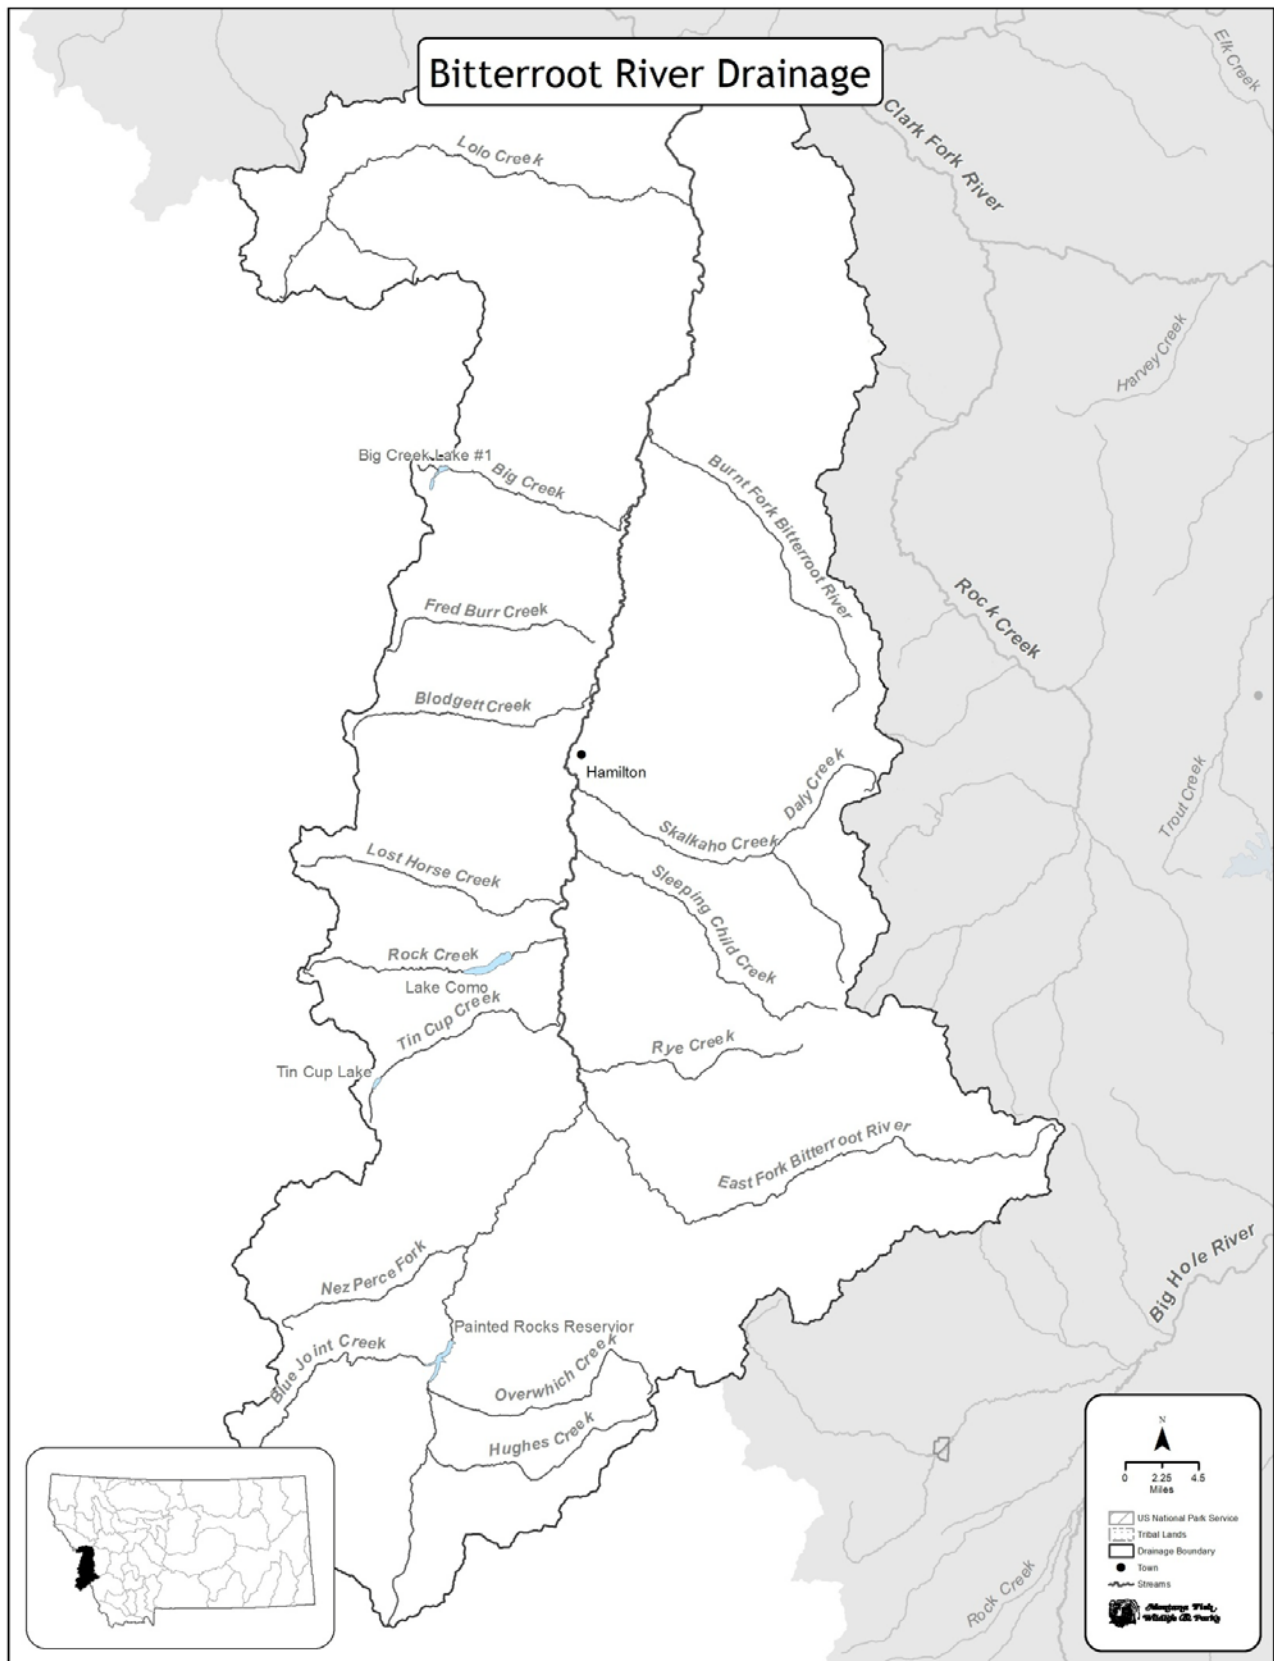 Bitterroot River Drainage
Elk Creek
Clark Fork River
Lolo Creek
Harvey Creek
Big Creek Lake #1
Big Creek
Burnt Fork Bitterroot River
Fred Burr Creek
Rock Creek
Blodgett Creek
Hamilton
Daly Creek
Trout Creek
Skalkaho Creek
Lost Horse Creek
Sleeping Child Creek
Rock Creek
Lake Como
Tin Cup Creek
Rye Creek
Tin Cup Lake
East Fork Bitterroot River
Nez Perce Fork
Big Hole River
Painted Rocks Reservior
Blue Joint Creek
Overwhich Creek
Hughes Creek
N
0 2.25 4.5
Miles
US National Park Service
Tribal Lands
Drainage Boundary
Town
Streams
Montana Fish
Wildlife & Parks
Rock Creek